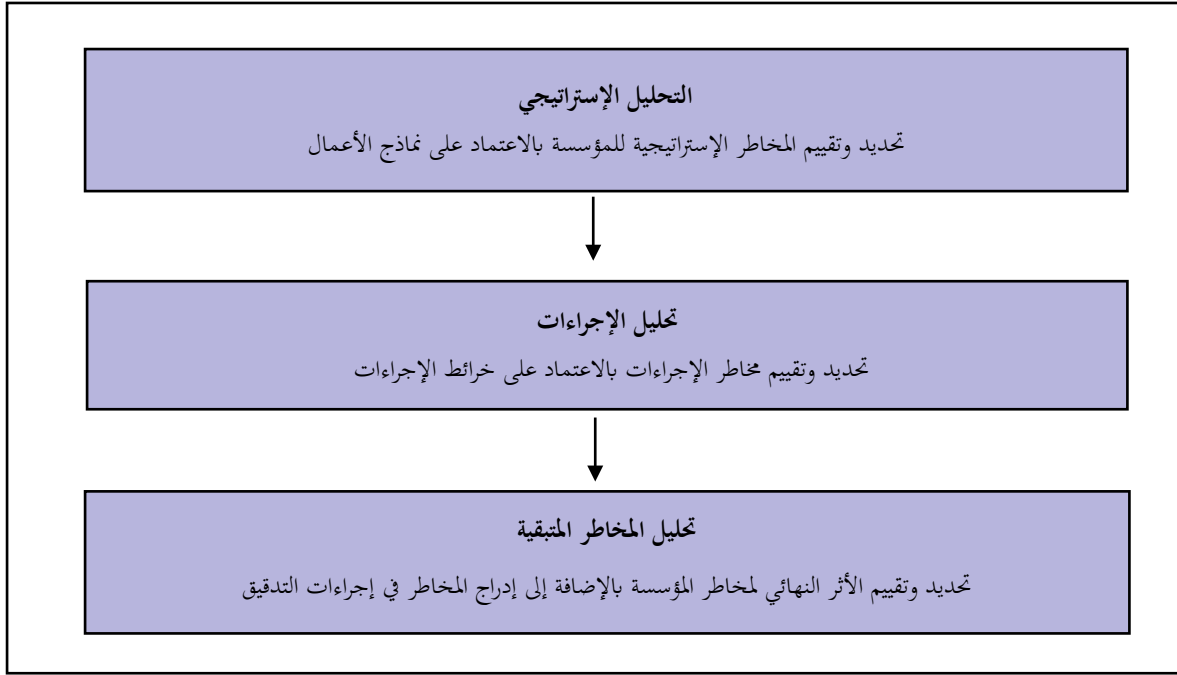 التحليل الإستراتيجي
تحديد وتقييم المخاطر الإستراتيجية للمؤسسة بالاعتماد على نماذج الأعمال
تحليل الإجراءات
تحديد وتقييم مخاطر الإجراءات بالاعتماد على خرائط الإجراءات
تحليل المخاطر المتبقية
تحديد وتقييم الأثر النهائي لمخاطر المؤسسة بالإضافة إلى إدراج المخاطر في إجراءات التدقيق